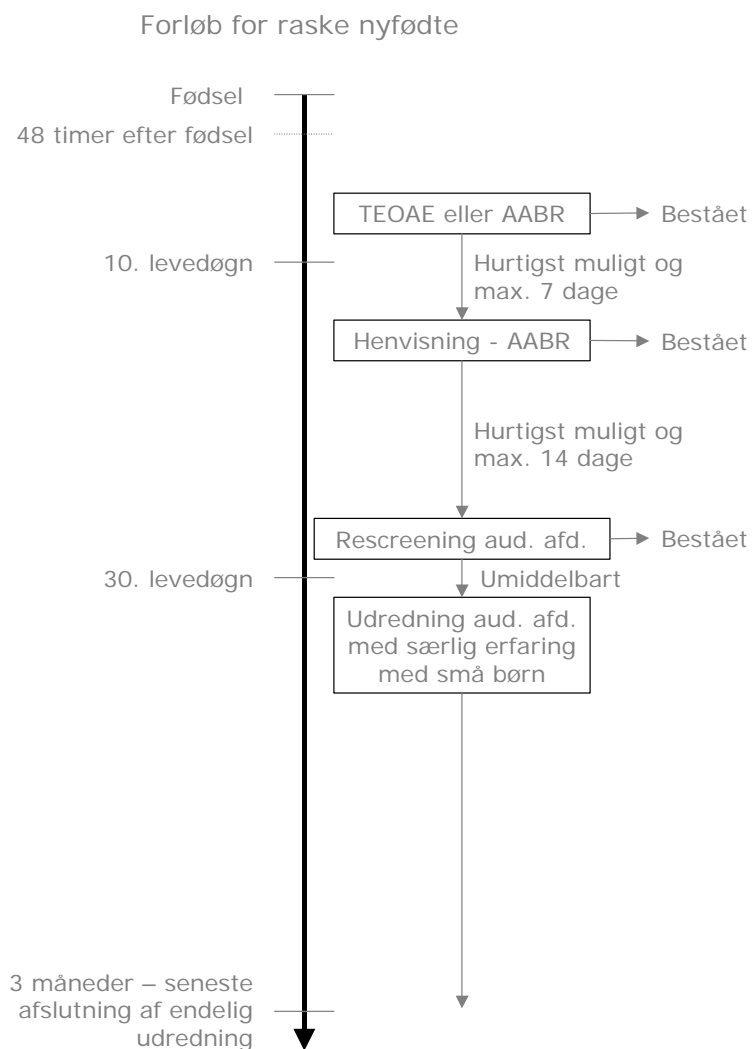 Forløb for raske nyfødte
Fødsel
48 timer efter fødsel
TEOAE eller AABR
Bestået
10. levedøgn
Hurtigst muligt og
max. 7 dage
Henvisning - AABR
Bestået
Hurtigst muligt og
max. 14 dage
Rescreening aud. afd.
Bestået
30. levedøgn
Umiddelbart
Udredning aud. afd.
med særlig erfaring
med små børn
3 måneder – seneste
afslutning af endelig
udredning